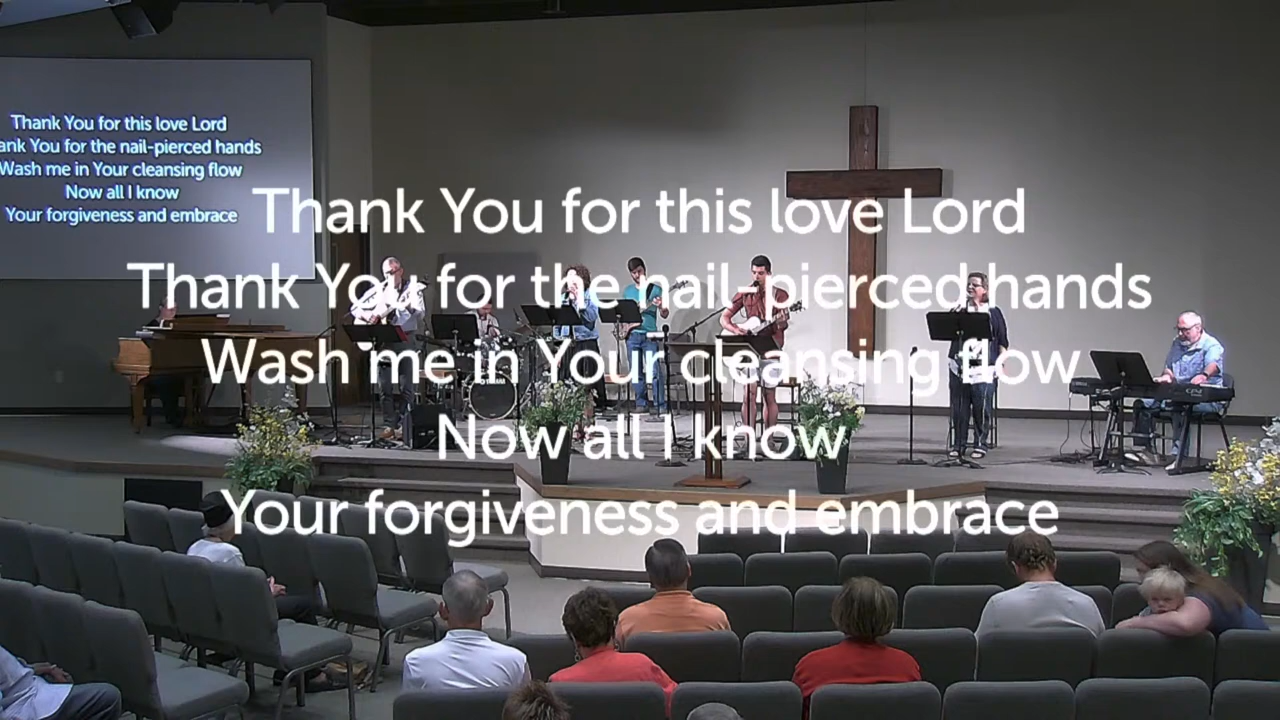 Thank You for this love Lord
ank You for the nail-pierced hands
Wash me in Your cleansing flow
Now all I know
Your forgiveness and embrace
Thank You for this love Lord
Thank You for the nail-pierced hands
Wash me in Your cleansing flow
Now all I know
Your forgiveness and embrace
YAMAHA